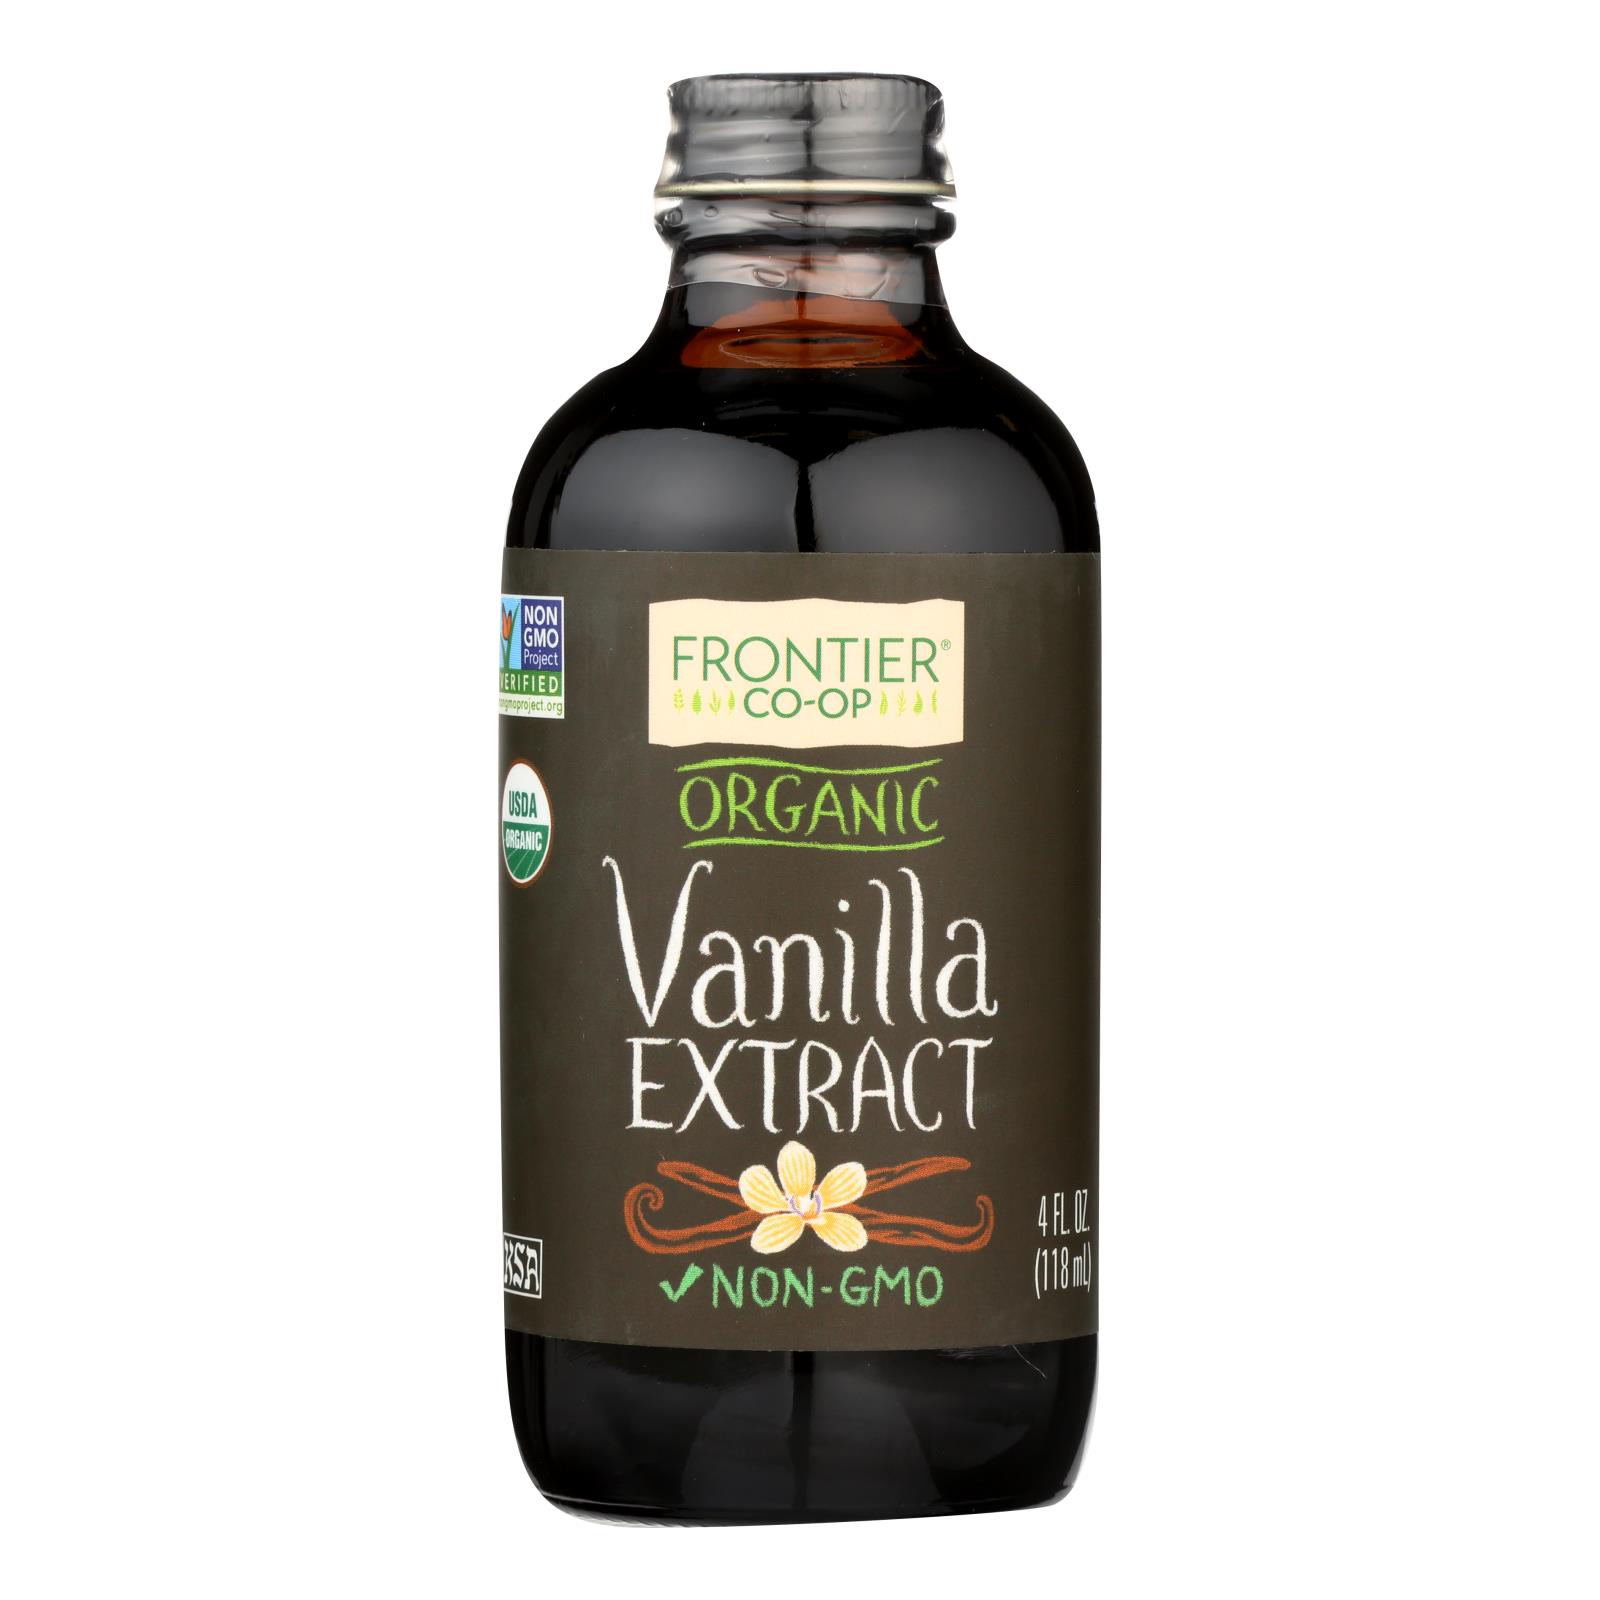 FRONTIER®
CO-OP
ORGANIC
Vanilla
EXTRACT
✓NON-GMO
4 FL. OZ.
(118 mL)
NON
GMO
Project
VERIFIED
nongmoproject.org
USDA
ORGANIC
KSA